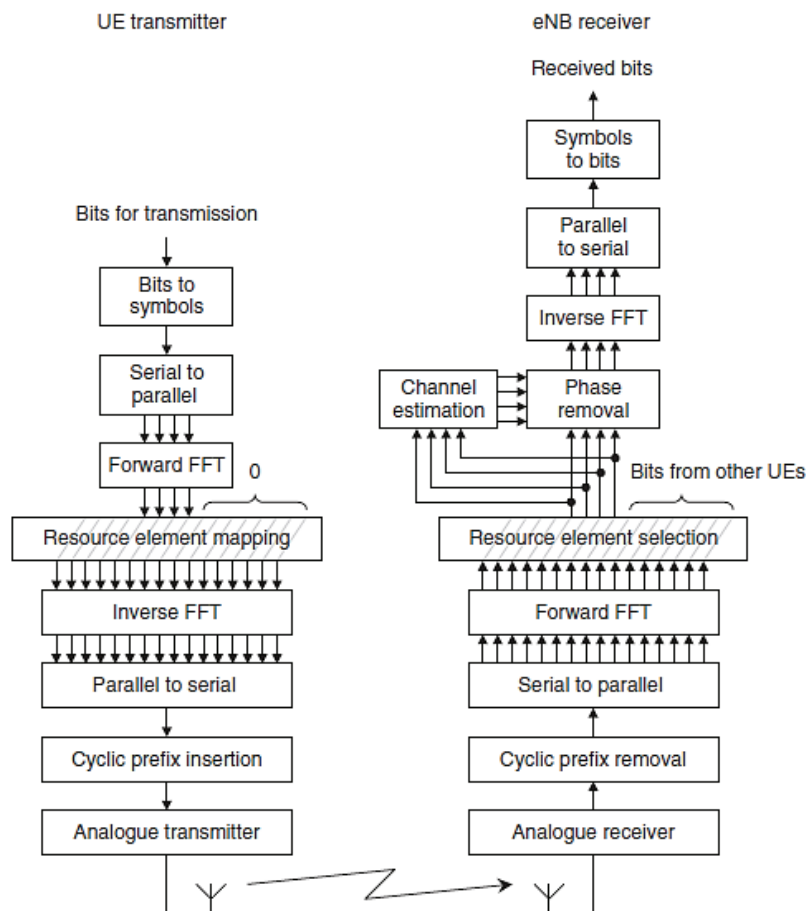 UE transmitter
Bits for transmission
Bits to
symbols
Serial to
parallel
Forward FFT
0
Resource element mapping
Inverse FFT
Parallel to serial
Cyclic prefix insertion
Analogue transmitter
eNB receiver
Received bits
Symbols
to bits
Parallel
to serial
Inverse FFT
Channel
estimation
Phase
removal
Bits from other UEs
Resource element selection
Forward FFT
Serial to parallel
Cyclic prefix removal
Analogue receiver